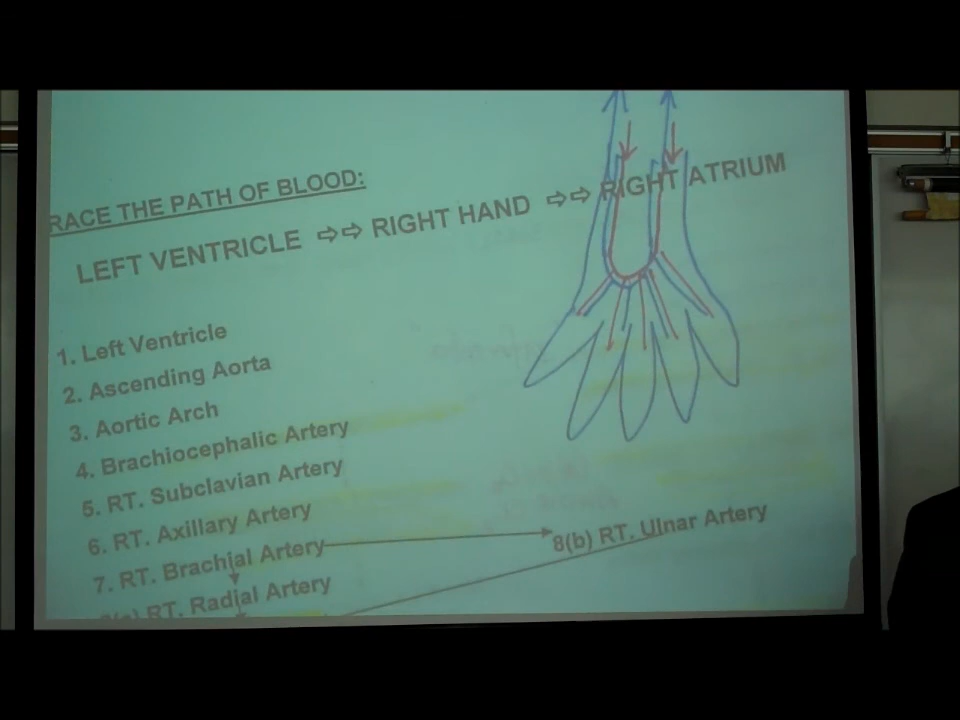 RACE THE PATH OF BLOOD:
LEFT VENTRICLE ⇨⇨ RIGHT HAND ⇨⇨ RIGHT ATRIUM
1. Left Ventricle
2. Ascending Aorta
3. Aortic Arch
4. Brachiocephalic Artery
5. RT. Subclavian Artery
6. RT. Axillary Artery
7. RT. Brachial Artery
8(b) RT. Ulnar Artery
RT. Radial Artery